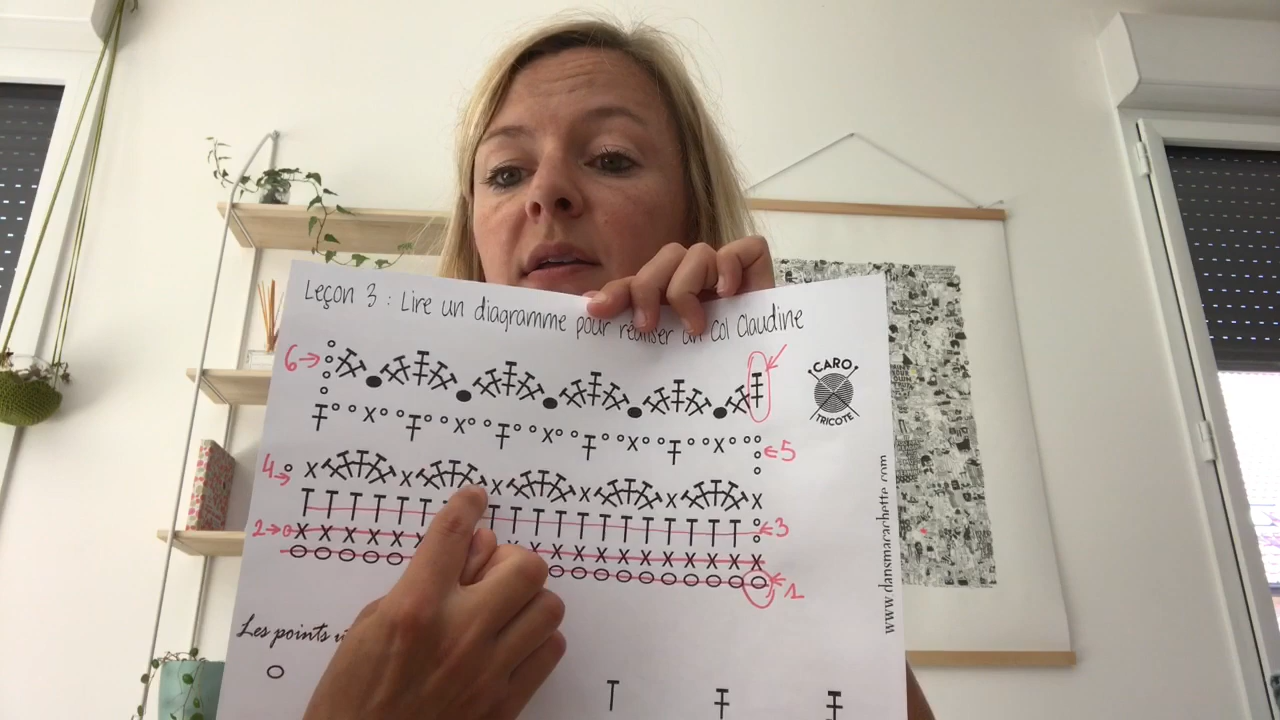 Leçon 3 : Lire un diagramme pour réaliser un col Claudine
CARO
TRICOTE
6
5
4
3
2
1
www.dansmacachette.com
Les points